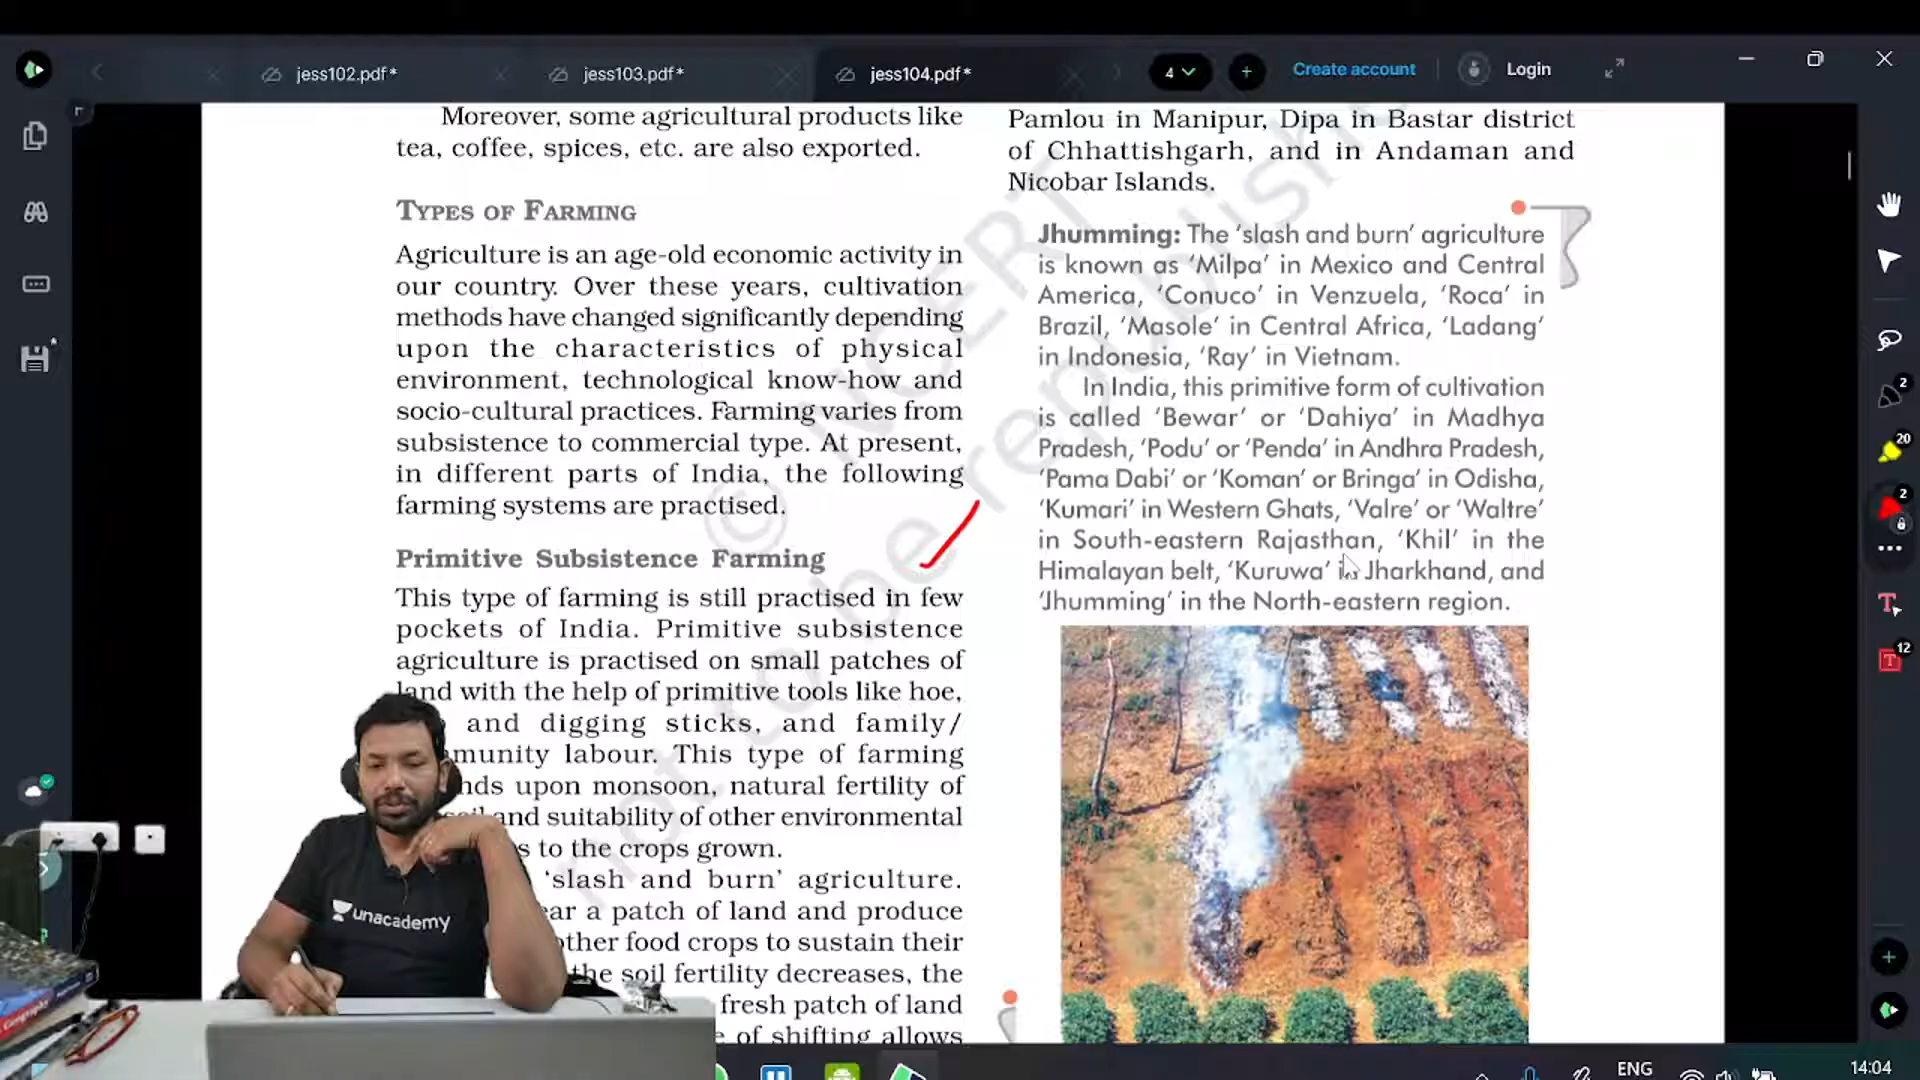 jess102.pdf*
jess103.pdf*
jess104.pdf*
4
Create account
Login
Moreover, some agricultural products like
tea, coffee, spices, etc. are also exported.
TYPES OF FARMING
Agriculture is an age-old economic activity in
our country. Over these years, cultivation
methods have changed significantly depending
upon the characteristics of physical
environment, technological know-how and
socio-cultural practices. Farming varies from
subsistence to commercial type. At present,
in different parts of India, the following
farming systems are practised.
Primitive Subsistence Farming
This type of farming is still practised in few
pockets of India. Primitive subsistence
agriculture is practised on small patches of
land with the help of primitive tools like hoe,
and digging sticks, and family/
munity labour. This type of farming
nds upon monsoon, natural fertility of
and suitability of other environmental
s to the crops grown.
'slash and burn' agriculture.
ar a patch of land and produce
other food crops to sustain their
the soil fertility decreases, the
fresh patch of land
e of shifting allows
Pamlou in Manipur, Dipa in Bastar district
of Chhattishgarh, and in Andaman and
Nicobar Islands.
Jhumming: The 'slash and burn' agriculture
is known as 'Milpa' in Mexico and Central
America, 'Conuco' in Venzuela, 'Roca' in
Brazil, 'Masole' in Central Africa, 'Ladang'
in Indonesia, 'Ray' in Vietnam.
In India, this primitive form of cultivation
is called 'Bewar' or 'Dahiya' in Madhya
Pradesh, 'Podu' or 'Penda' in Andhra Pradesh,
'Pama Dabi' or 'Koman' or Bringa' in Odisha,
'Kumari' in Western Ghats, 'Valre' or 'Waltre'
in South-eastern Rajasthan, 'Khil' in the
Himalayan belt, 'Kuruwa' in Jharkhand, and
'Jhumming' in the North-eastern region.
© NCERT
not to be republished
unacademy
2
20
2
12
ENG
14:04